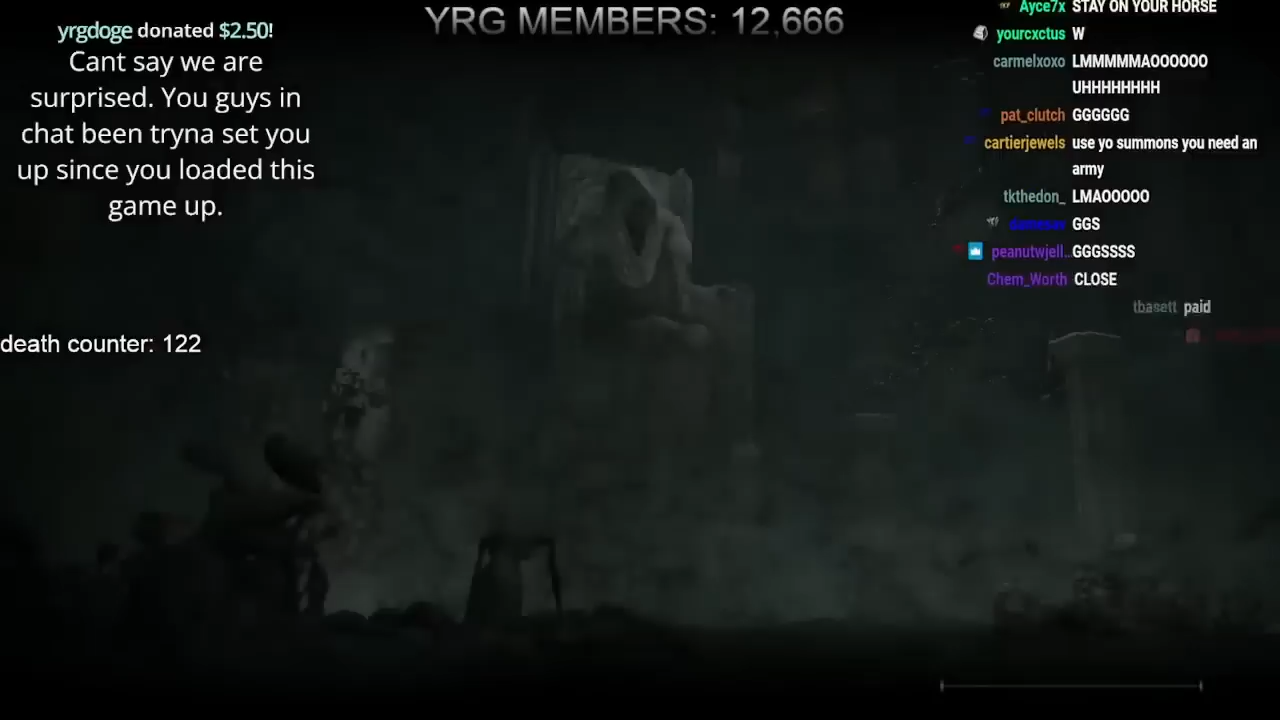 YRG MEMBERS: 12,666
yrgdoge donated $2.50!
Cant say we are
surprised. You guys in
chat been tryna set you
up since you loaded this
game up.
death counter: 122
Ayce7x STAY ON YOUR HORSE
yourcxctus W
carmelxoxo LMMMMMAOOOOOO
UHHHHHHHH
pat_clutch GGGGGG
cartierjewels use yo summons you need an
army
tkthedon_ LMAOOOOO
GGS
peanutwjell.. GGGSSSS
Chem_Worth CLOSE
tbasett paid